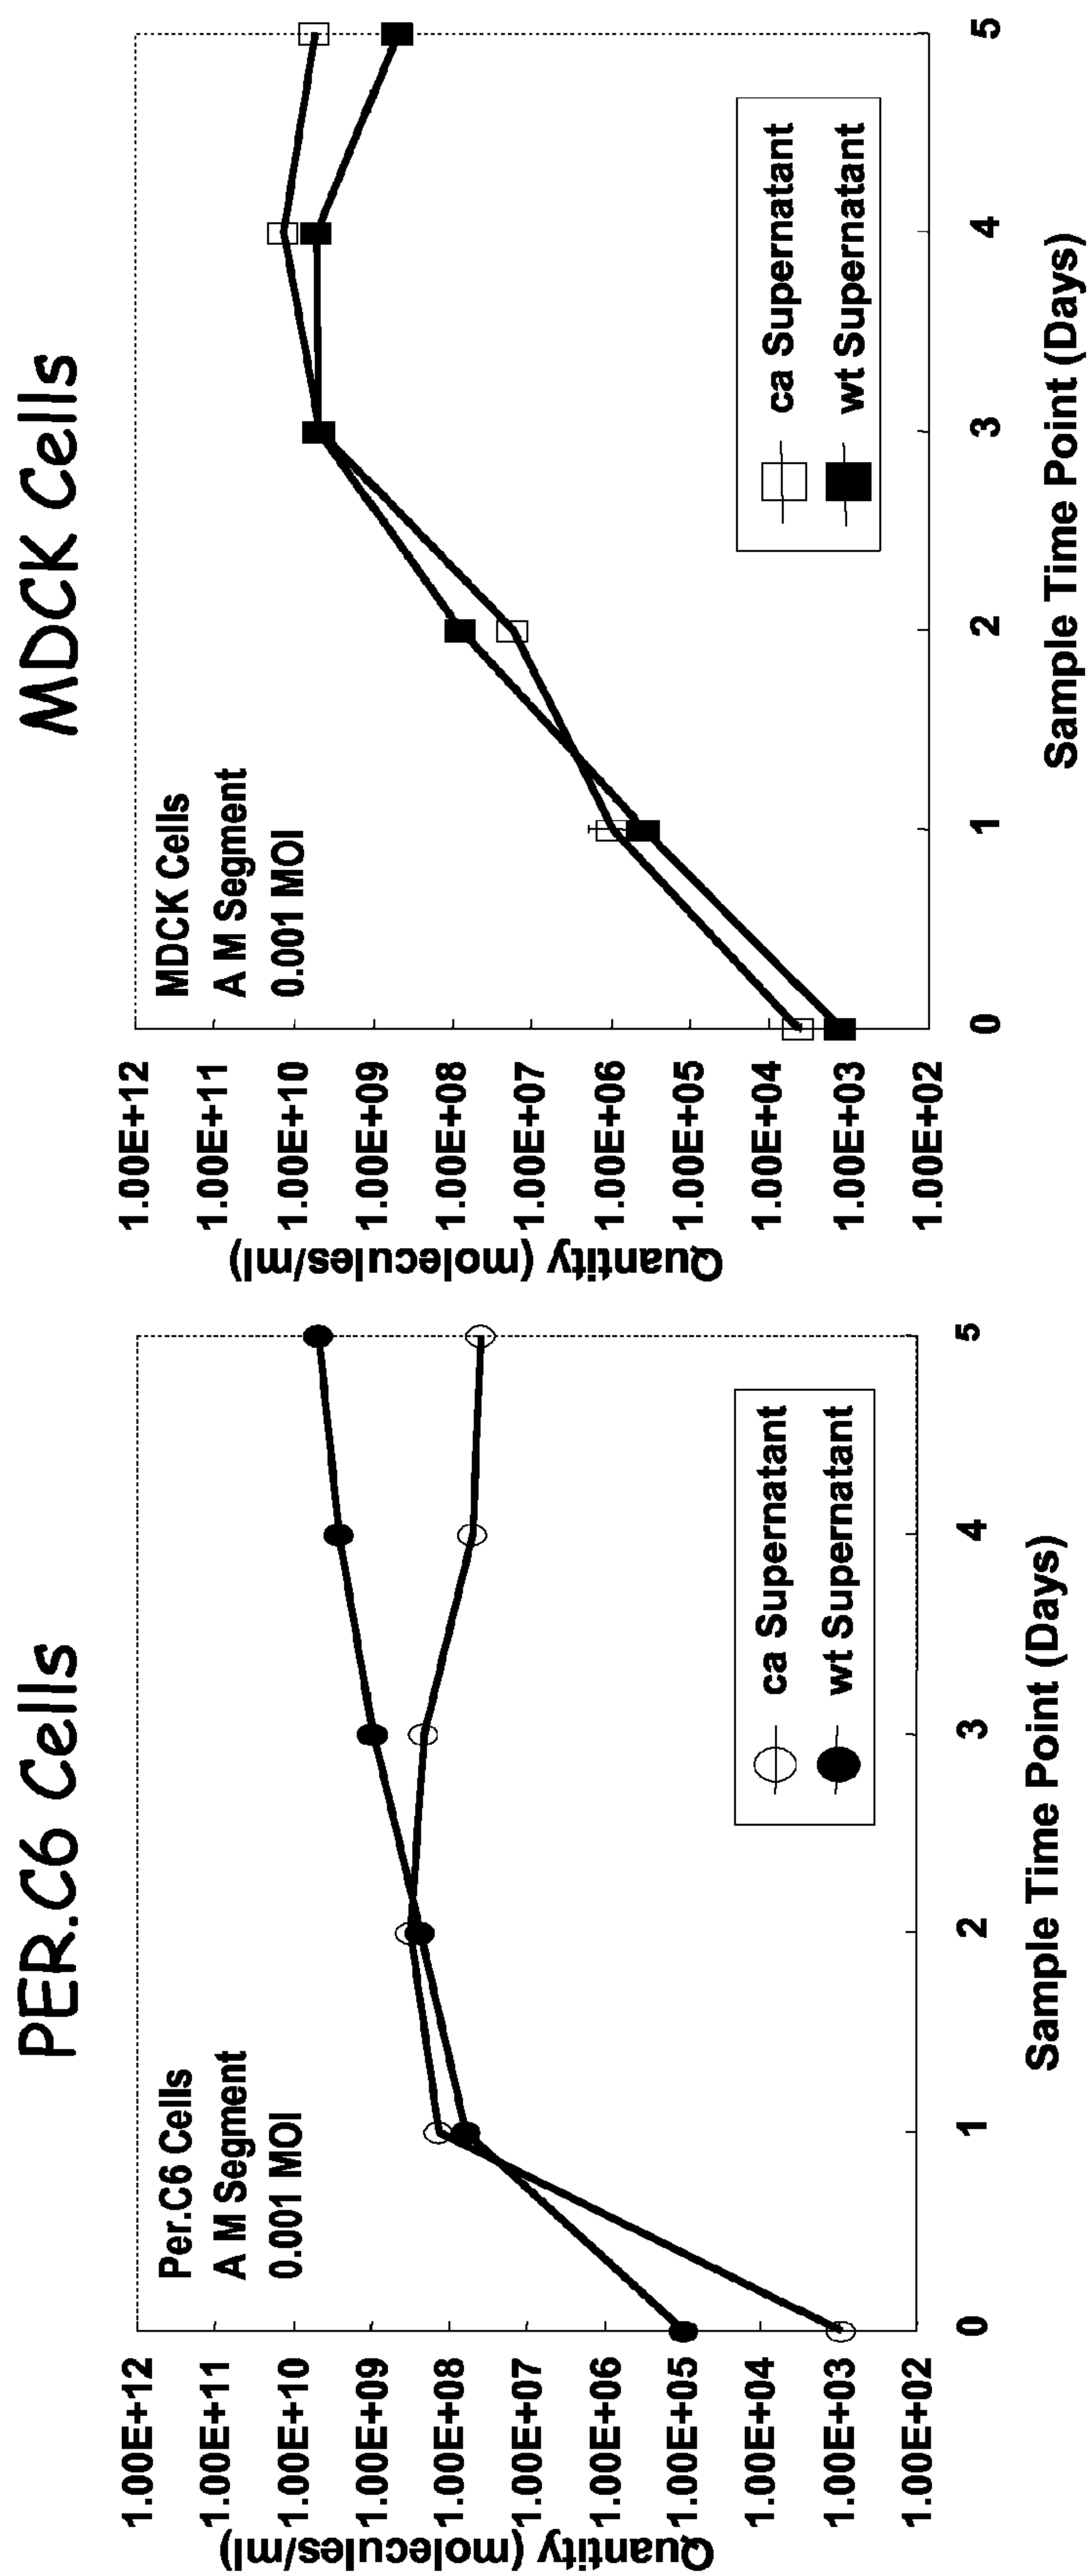 PER.C6 Cells
Per.C6 Cells
A M Segment
0.001 MOI
1.00E+12
1.00E+11
1.00E+10
1.00E+09
1.00E+08
1.00E+07
1.00E+06
1.00E+05
1.00E+04
1.00E+03
1.00E+02
Quantity (molecules/ml)
ca Supernatant
wt Supernatant
0 1 2 3 4 5
Sample Time Point (Days)
MDCK Cells
MDCK Cells
A M Segment
0.001 MOI
1.00E+12
1.00E+11
1.00E+10
1.00E+09
1.00E+08
1.00E+07
1.00E+06
1.00E+05
1.00E+04
1.00E+03
1.00E+02
Quantity (molecules/ml)
ca Supernatant
wt Supernatant
0 1 2 3 4 5
Sample Time Point (Days)